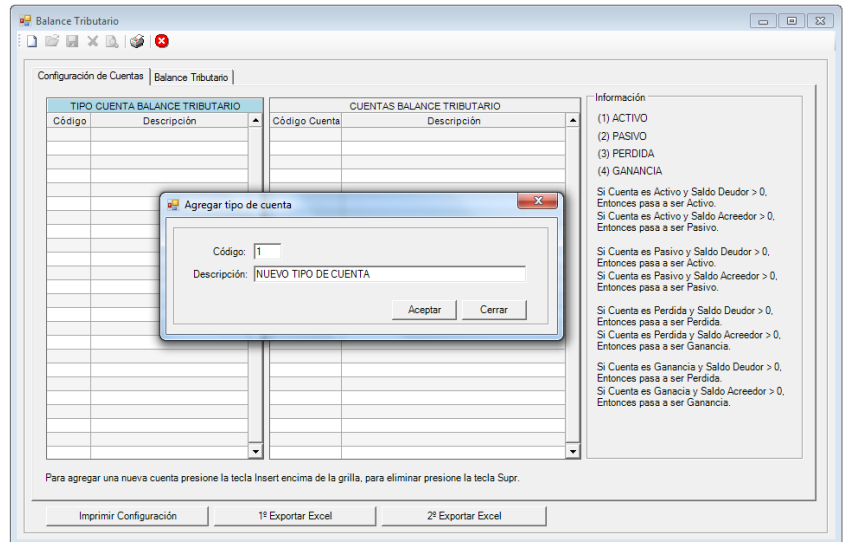 Balance Tributario
Configuración de Cuentas
Balance Tributario
TIPO CUENTA BALANCE TRIBUTARIO
Código
Descripción
CUENTAS BALANCE TRIBUTARIO
Código Cuenta
Descripción
Agregar tipo de cuenta
Código:
1
Descripción:
NUEVO TIPO DE CUENTA
Aceptar
Cerrar
Información
(1) ACTIVO
(2) PASIVO
(3) PERDIDA
(4) GANANCIA
Si Cuenta es Activo y Saldo Deudor > 0,
Entonces pasa a ser Activo.
Si Cuenta es Activo y Saldo Acreedor > 0,
Entonces pasa a ser Pasivo.
Si Cuenta es Pasivo y Saldo Deudor > 0,
Entonces pasa a ser Activo.
Si Cuenta es Pasivo y Saldo Acreedor > 0,
Entonces pasa a ser Pasivo.
Si Cuenta es Perdida y Saldo Deudor > 0,
Entonces pasa a ser Perdida.
Si Cuenta es Perdida y Saldo Acreedor > 0,
Entonces pasa a ser Ganancia.
Si Cuenta es Ganancia y Saldo Deudor > 0,
Entonces pasa a ser Perdida.
Si Cuenta es Ganacia y Saldo Acreedor > 0,
Entonces pasa a ser Ganancia.
Para agregar una nueva cuenta presione la tecla Insert encima de la grilla, para eliminar presione la tecla Supr.
Imprimir Configuración
1º Exportar Excel
2º Exportar Excel